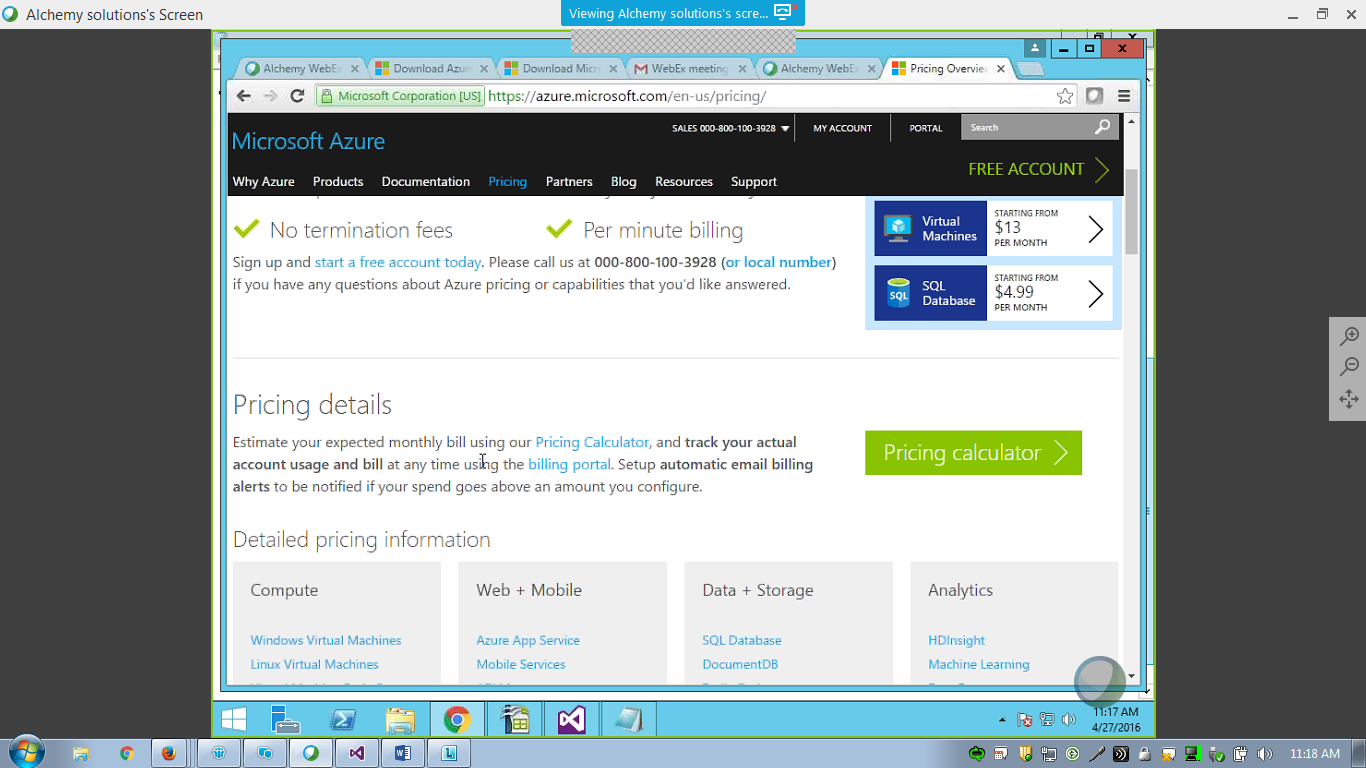 Alchemy solutions's Screen
Viewing Alchemy solutions's scre...
Alchemy WebEx
Download Azur
Download Micr
WebEx meeting
Alchemy WebEx
Pricing Overview
Microsoft Corporation [US] https://azure.microsoft.com/en-us/pricing/
SALES 000-800-100-3928 MY ACCOUNT PORTAL Search
Microsoft Azure
FREE ACCOUNT
Why Azure Products Documentation Pricing Partners Blog Resources Support
No termination fees Per minute billing
Sign up and start a free account today. Please call us at 000-800-100-3928 (or local number)
if you have any questions about Azure pricing or capabilities that you'd like answered.
Virtual
Machines
STARTING FROM
$13
PER MONTH
SQL
SQL
Database
STARTING FROM
$4.99
PER MONTH
Pricing details
Estimate your expected monthly bill using our Pricing Calculator, and track your actual
account usage and bill at any time using the billing portal. Setup automatic email billing
alerts to be notified if your spend goes above an amount you configure.
Pricing calculator
Detailed pricing information
Compute
Windows Virtual Machines
Linux Virtual Machines
Web + Mobile
Azure App Service
Mobile Services
Data + Storage
SQL Database
DocumentDB
Analytics
HDInsight
Machine Learning
11:17 AM
4/27/2016
11:18 AM